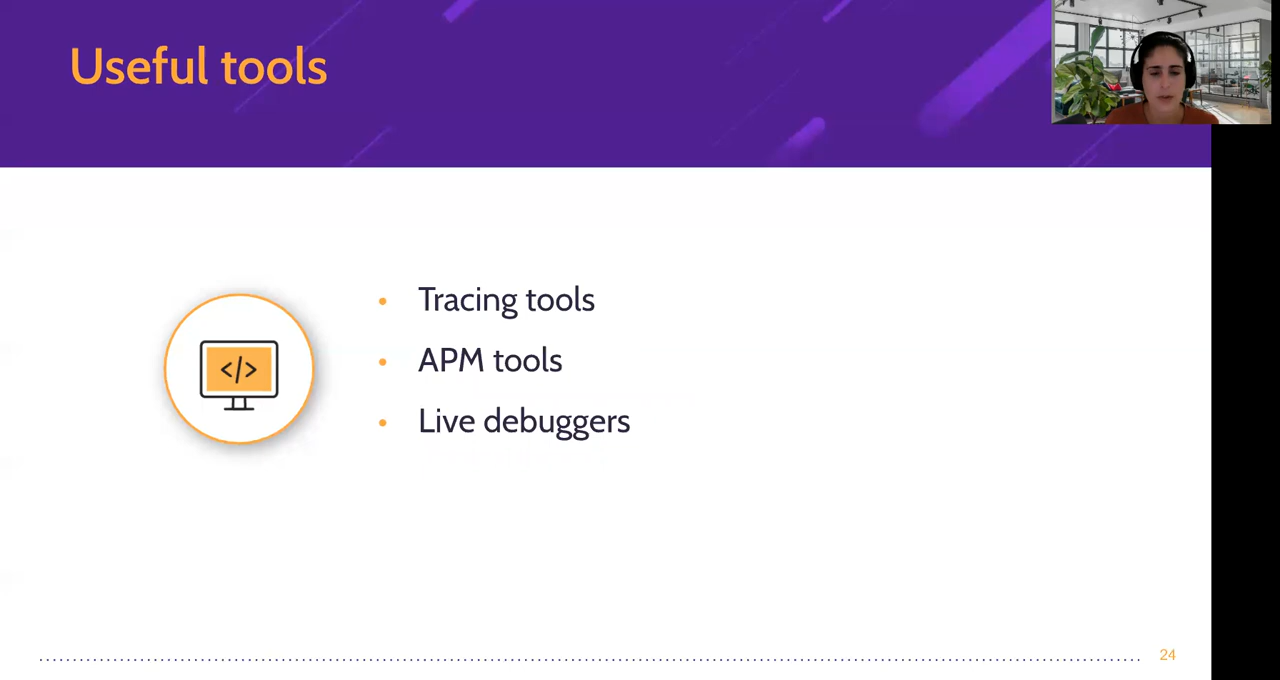 Useful tools
</>
• Tracing tools
• APM tools
• Live debuggers
24